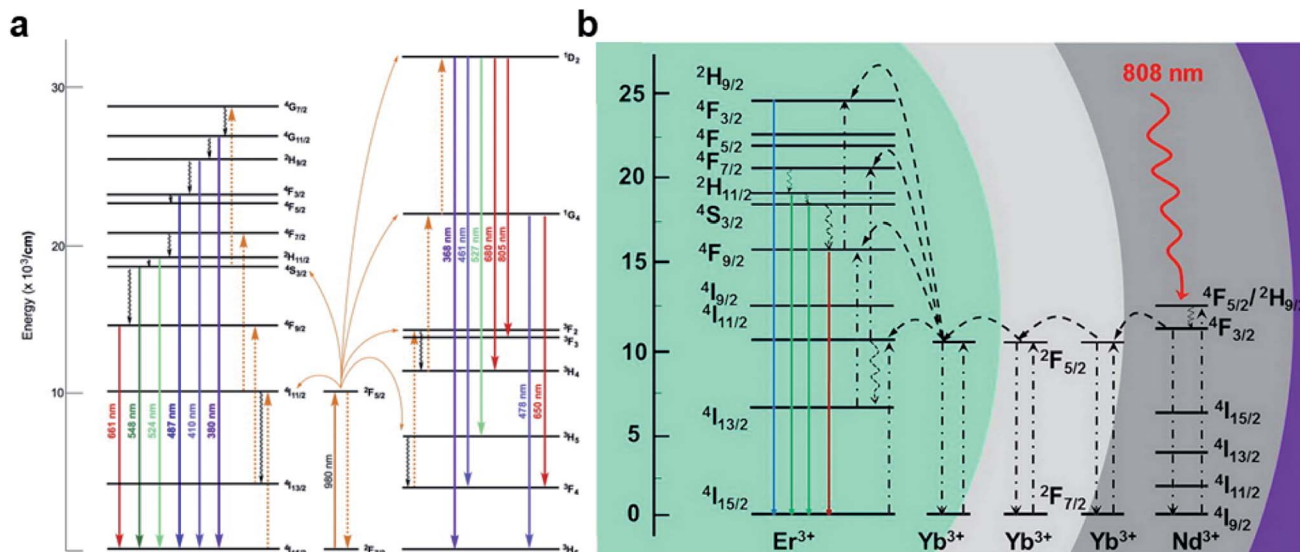 a
Energy (x 10³/cm)
30
20
10
⁴G₇/₂
⁴G₁₁/₂
²H₉/₂
⁴F₃/₂
⁴F₅/₂
⁴F₇/₂
²H₁₁/₂
⁴S₃/₂
⁴F₉/₂
⁴I₁₁/₂
⁴I₁₃/₂
661 nm
548 nm
524 nm
487 nm
410 nm
380 nm
²F₅/₂
980 nm
¹D₂
¹G₄
368 nm
461 nm
527 nm
680 nm
805 nm
³F₂
³F₃
³H₄
478 nm
650 nm
³H₅
³F₄
b
25
20
15
10
5
0
²H₉/₂
⁴F₃/₂
⁴F₅/₂
⁴F₇/₂
²H₁₁/₂
⁴S₃/₂
⁴F₉/₂
⁴I₉/₂
⁴I₁₁/₂
⁴I₁₃/₂
⁴I₁₅/₂
808 nm
⁴F₅/₂/²H₉/
⁴F₃/₂
²F₅/₂
⁴I₁₅/₂
⁴I₁₃/₂
²F₇/₂
⁴I₁₁/₂
⁴I₉/₂
Er³⁺
Yb³⁺
Yb³⁺
Yb³⁺
Nd³⁺